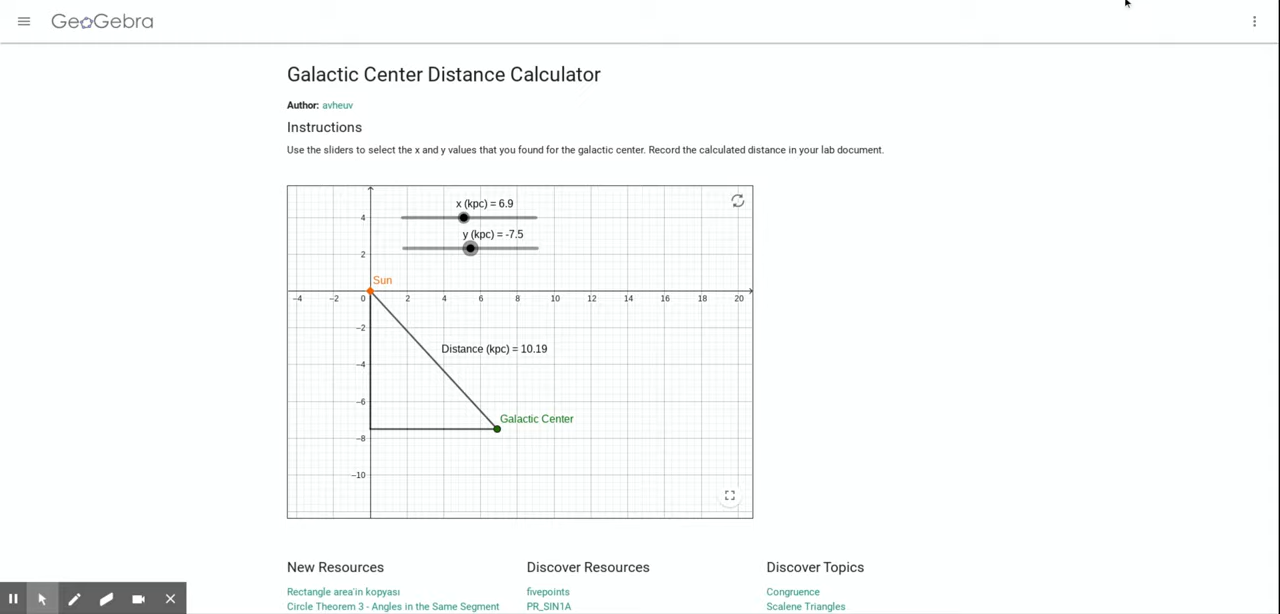 GeoGebra
Galactic Center Distance Calculator
Author: avheuv
Instructions
Use the sliders to select the x and y values that you found for the galactic center. Record the calculated distance in your lab document.
x (kpc) = 6.9
4
y (kpc) = -7.5
2
Sun
−4 −2 0 2 4 6 8 10 12 14 16 18 20
−2
Distance (kpc) = 10.19
−4
−6
Galactic Center
−8
−10
New Resources
Discover Resources
Discover Topics
Rectangle area'in kopyası
fivepoints
Congruence
Circle Theorem 3 - Angles in the Same Segment
PR_SIN1A
Scalene Triangles